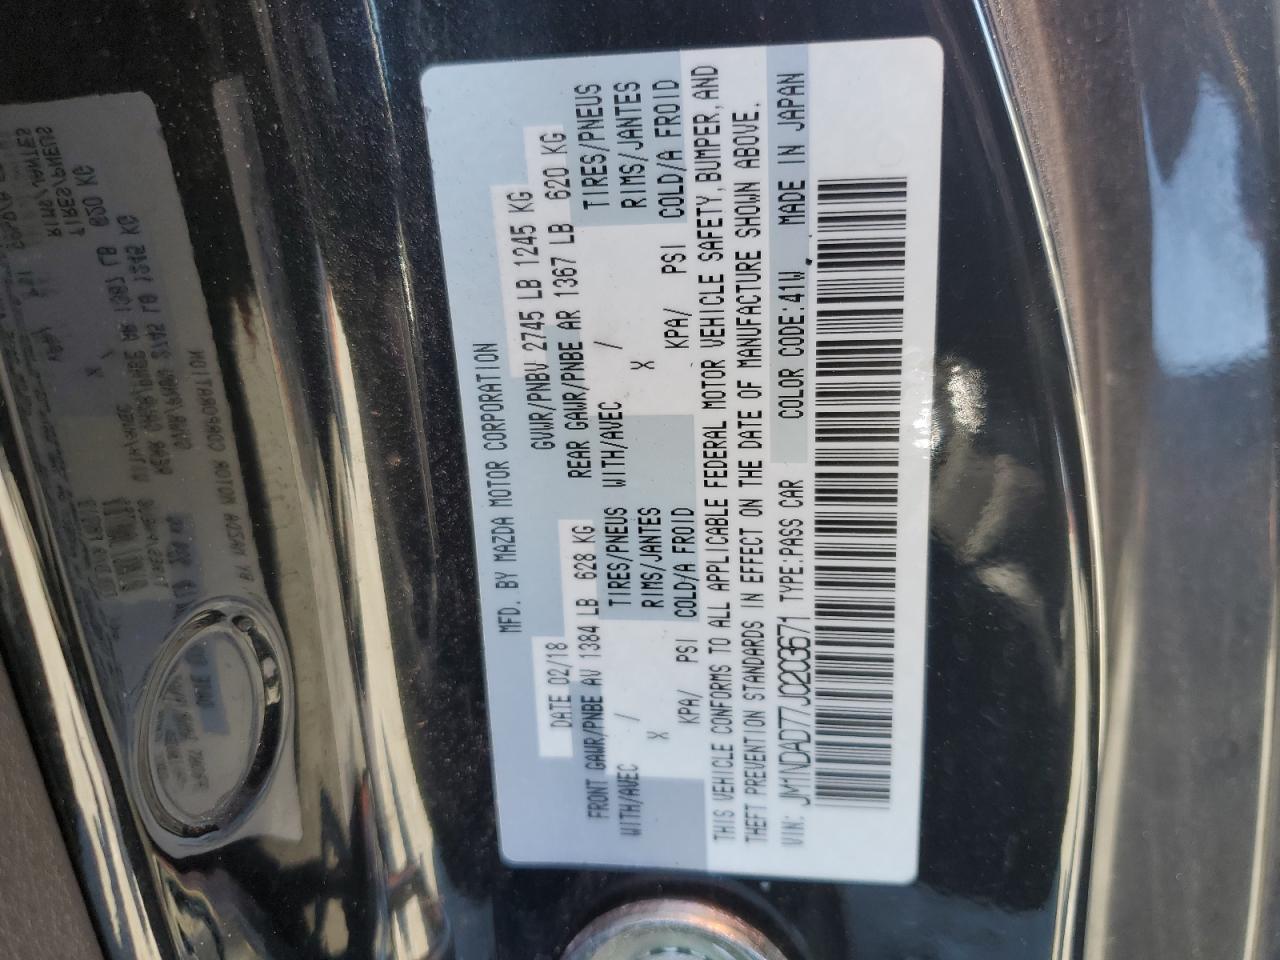 MFD. BY MAZDA MOTOR CORPORATION
DATE 02/18 GVWR/PNBV 2745 LB 1245 KG
FRONT GAWR/PNBE AV 1384 LB 628 KG REAR GAWR/PNBE AR 1367 LB 620 KG
WITH/AVEC / TIRES/PNEUS WITH/AVEC / TIRES/PNEUS
X RIMS/JANTES X RIMS/JANTES
KPA/ PSI COLD/A FROID KPA/ PSI COLD/A FROID
THIS VEHICLE CONFORMS TO ALL APPLICABLE FEDERAL MOTOR VEHICLE SAFETY, BUMPER, AND
THEFT PREVENTION STANDARDS IN EFFECT ON THE DATE OF MANUFACTURE SHOWN ABOVE.
VIN: JM1NDAD77J0203671 TYPE:PASS CAR COLOR CODE:41W MADE IN JAPAN